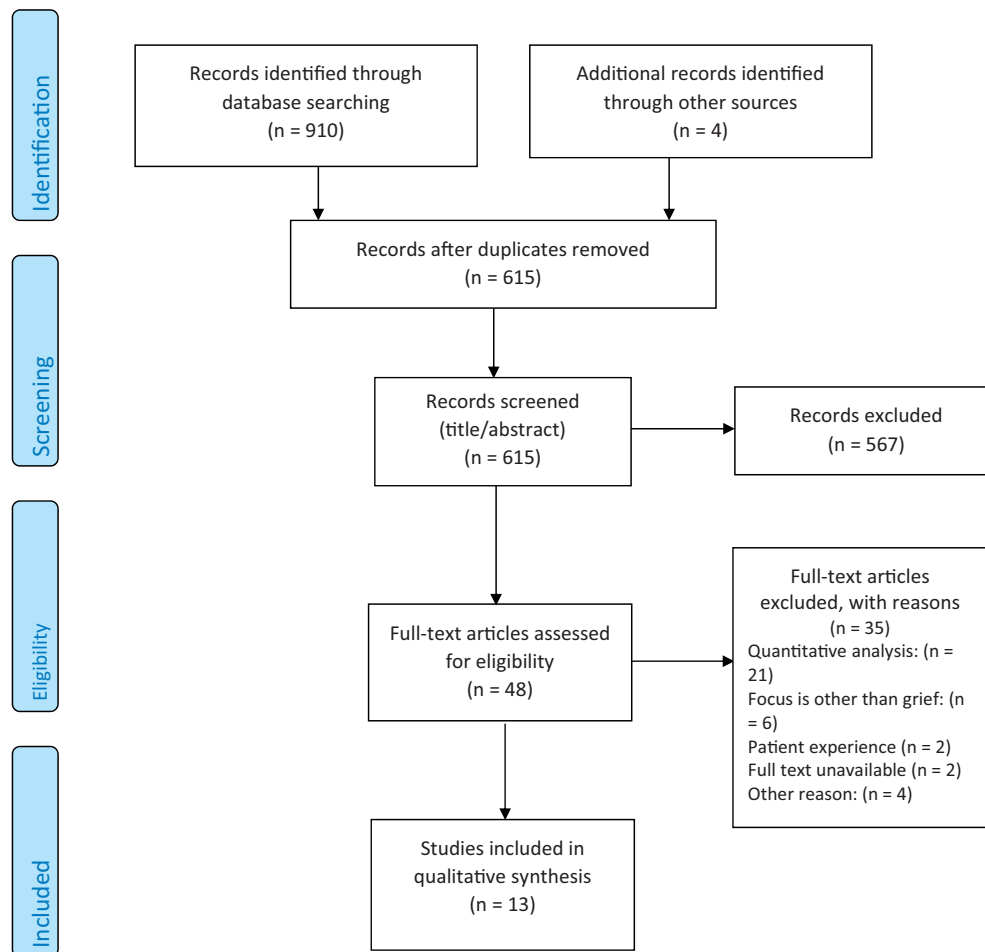 Identification
Records identified through
database searching
(n = 910)
Additional records identified
through other sources
(n = 4)
Records after duplicates removed
(n = 615)
Screening
Records screened
(title/abstract)
(n = 615)
Records excluded
(n = 567)
Eligibility
Full-text articles assessed
for eligibility
(n = 48)
Full-text articles
excluded, with reasons
(n = 35)
Quantitative analysis: (n =
21)
Focus is other than grief: (n
= 6)
Patient experience (n = 2)
Full text unavailable (n = 2)
Other reason: (n = 4)
Included
Studies included in
qualitative synthesis
(n = 13)